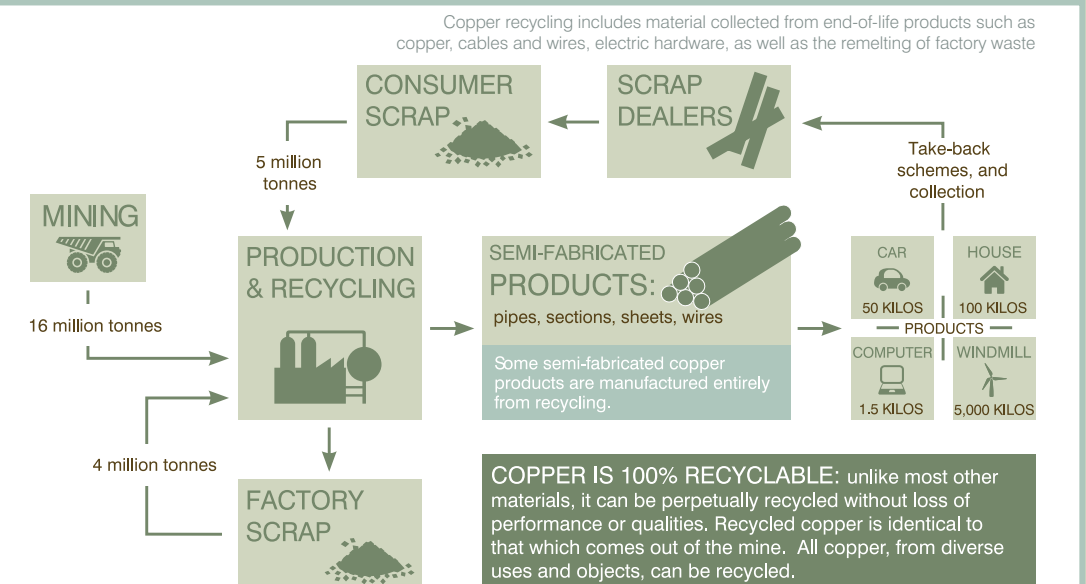 Copper recycling includes material collected from end-of-life products such as
copper, cables and wires, electric hardware, as well as the remelting of factory waste
CONSUMER
SCRAP
SCRAP
DEALERS
5 million
tonnes
Take-back
schemes, and
collection
MINING
16 million tonnes
PRODUCTION
& RECYCLING
SEMI-FABRICATED
PRODUCTS:
pipes, sections, sheets, wires
Some semi-fabricated copper
products are manufactured entirely
from recycling.
CAR
50 KILOS
HOUSE
100 KILOS
PRODUCTS
COMPUTER
1.5 KILOS
WINDMILL
5,000 KILOS
4 million tonnes
FACTORY
SCRAP
COPPER IS 100% RECYCLABLE: unlike most other
materials, it can be perpetually recycled without loss of
performance or qualities. Recycled copper is identical to
that which comes out of the mine. All copper, from diverse
uses and objects, can be recycled.